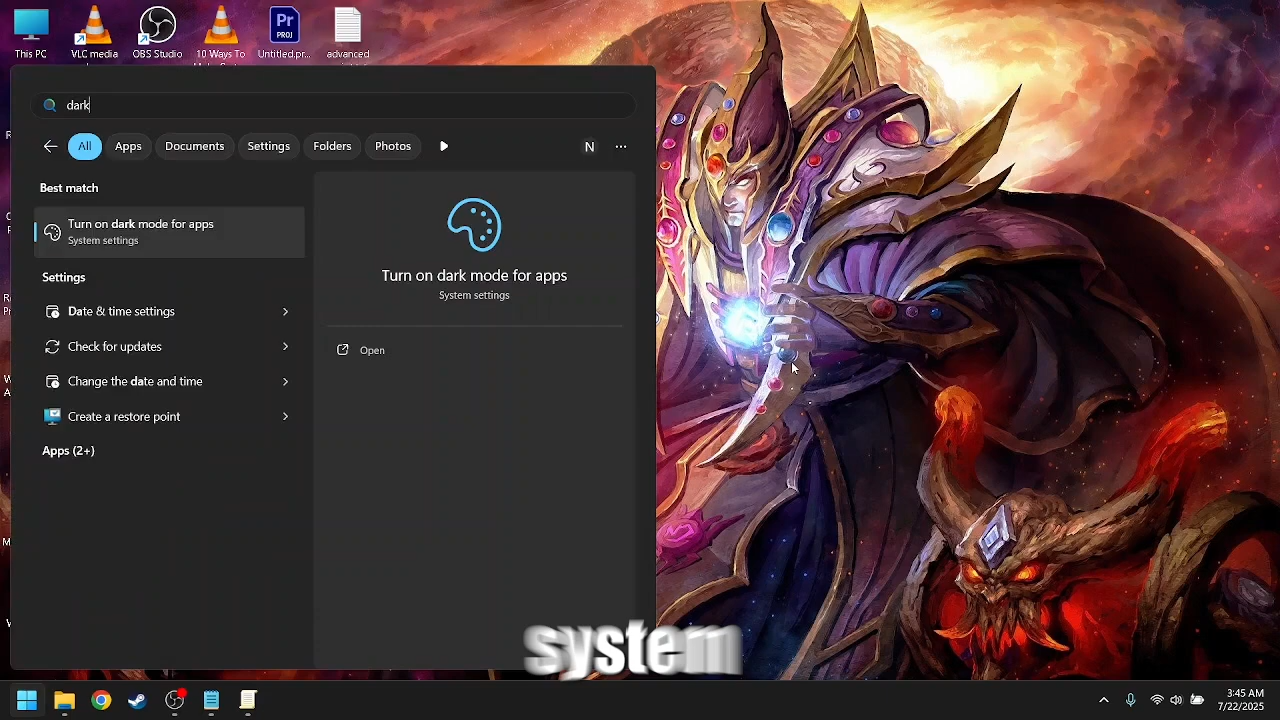 This PC
VLC media
OBS Studio
10 Ways To
Pr
PROJ
Untitled.pr...
advanced
dark
All
Apps
Documents
Settings
Folders
Photos
N
...
Best match
Turn on dark mode for apps
System settings
Settings
Date & time settings
Check for updates
Change the date and time
Create a restore point
Apps (2+)
Turn on dark mode for apps
System settings
Open
system
3:45 AM
7/22/2025